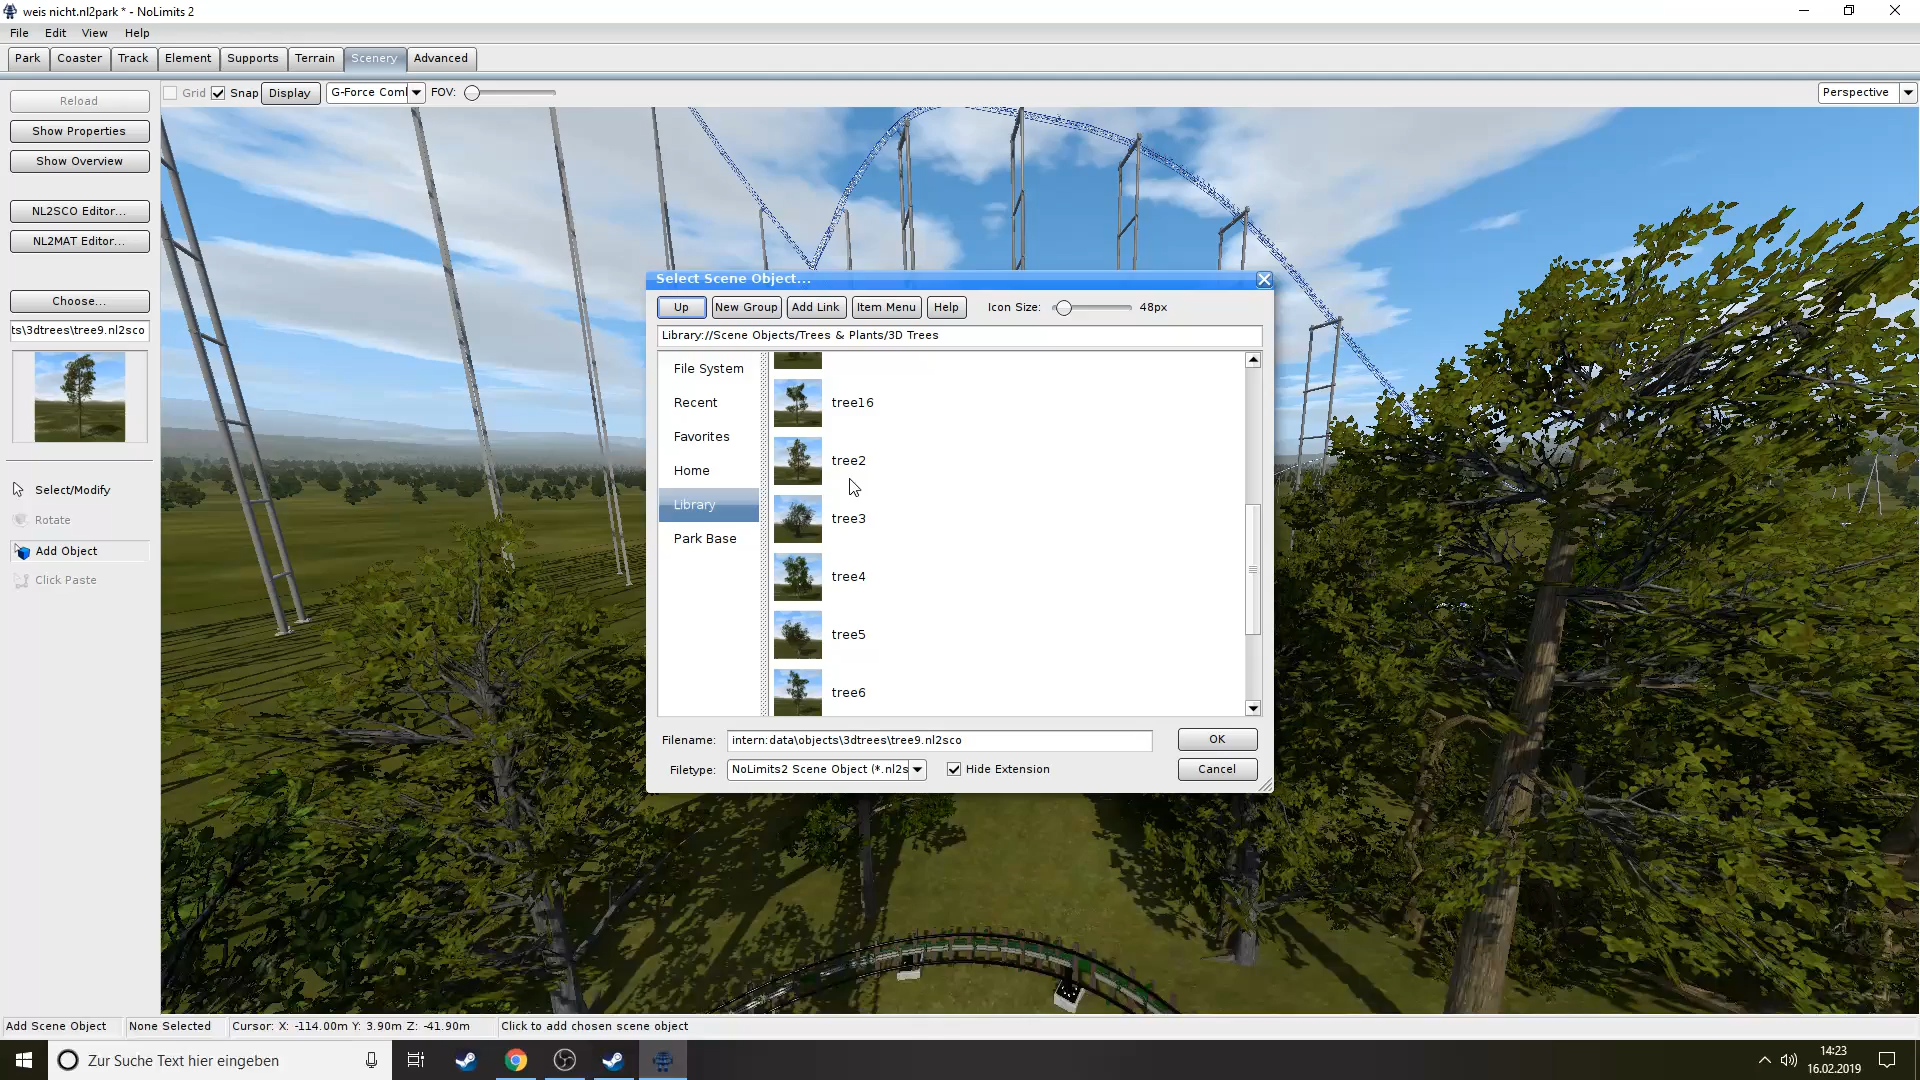 weis nicht.nl2park * - NoLimits 2
File Edit View Help
Park Coaster Track Element Supports Terrain Scenery Advanced
Reload
Grid Snap Display G-Force Coml FOV: Perspective
Show Properties
Show Overview
NL2SCO Editor...
NL2MAT Editor...
Choose...
ts\3dtrees\tree9.nl2sco
Select/Modify
Rotate
Add Object
Click Paste
Select Scene Object...
Up New Group Add Link Item Menu Help Icon Size: 48px
Library://Scene Objects/Trees & Plants/3D Trees
File System
Recent
Favorites
Home
Library
Park Base
tree16
tree2
tree3
tree4
tree5
tree6
Filename: intern:data\objects\3dtrees\tree9.nl2sco OK
Filetype: NoLimits2 Scene Object (*.nl2s Hide Extension Cancel
Add Scene Object None Selected Cursor: X: -114.00m Y: 3.90m Z: -41.90m Click to add chosen scene object
Zur Suche Text hier eingeben
14:23
16.02.2019